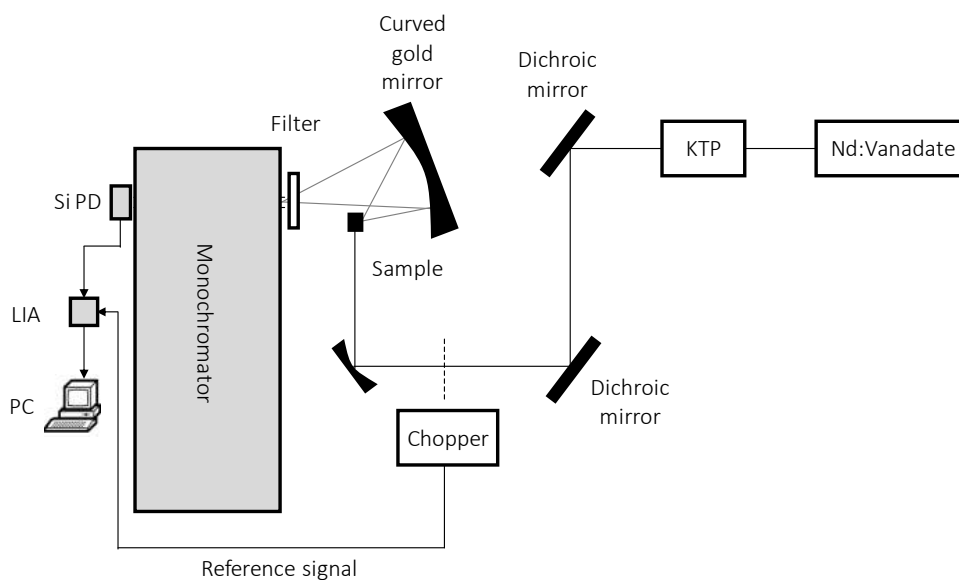 Curved
gold
mirror
Dichroic
mirror
Filter
KTP
Nd:Vanadate
Si PD
Sample
Monochromator
LIA
PC
Dichroic
mirror
Chopper
Reference signal